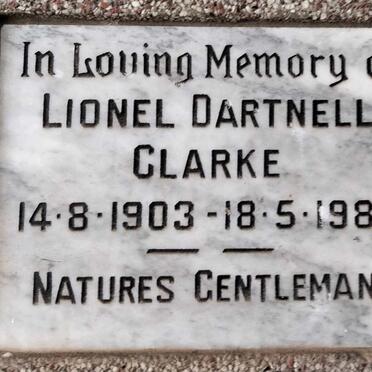 In Loving Memory
LIONEL DARTNELL
CLARKE
14·8·1903 - 18·5·198
NATURES GENTLEMAN